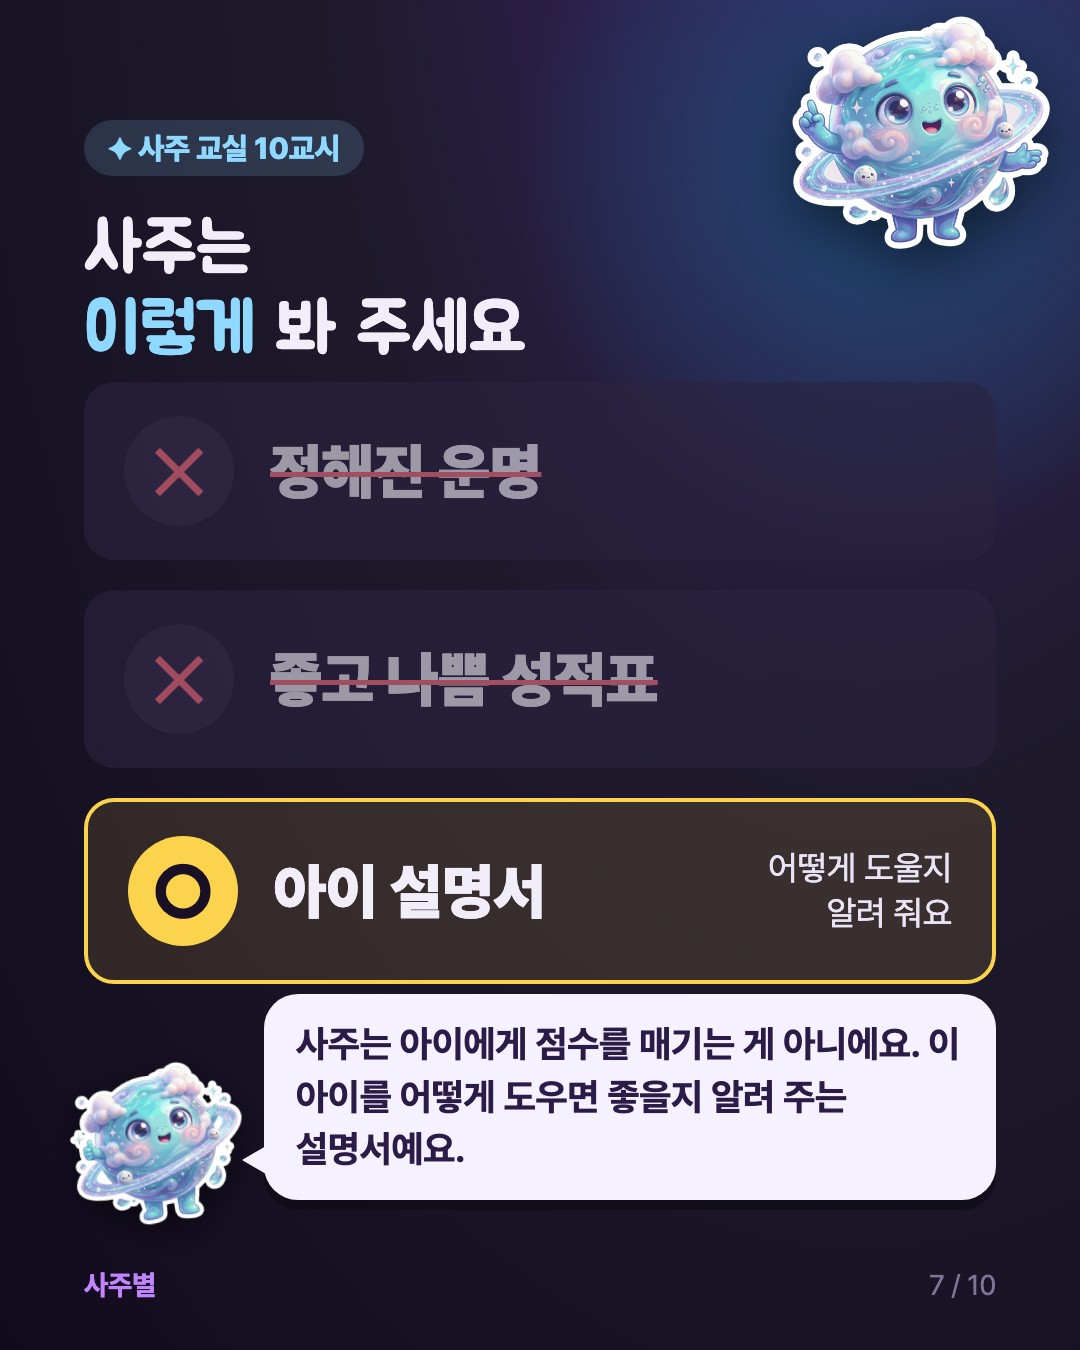 사주 교실 10교시
사주는
이렇게 봐 주세요
정해진 운명
좋고 나쁨 성적표
아이 설명서
어떻게 도울지
알려 줘요
사주는 아이에게 점수를 매기는 게 아니에요. 이
아이를 어떻게 도우면 좋을지 알려 주는
설명서예요.
사주별
7 / 10